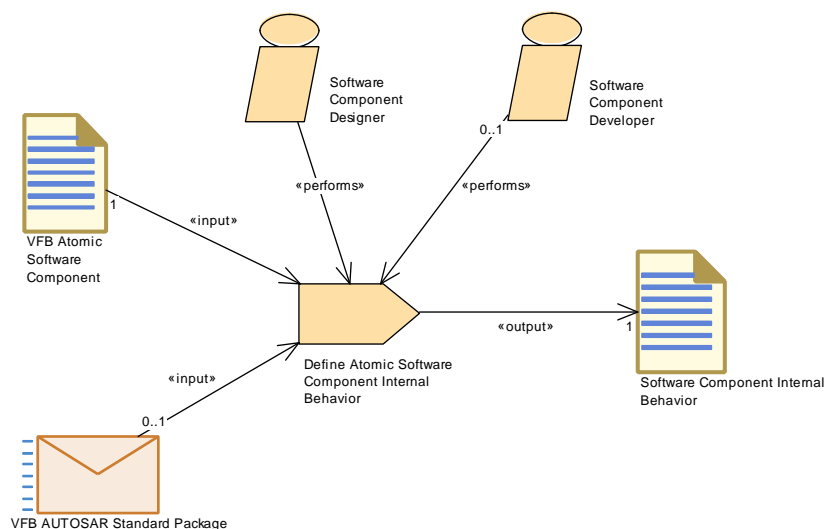 Software
Component
Designer
Software
Component
Developer
0..1
«performs»
«performs»
1
«input»
VFB Atomic
Software
Component
«output»
1
Define Atomic Software
Component Internal
Behavior
«input»
Software Component Internal
Behavior
0..1
VFB AUTOSAR Standard Package